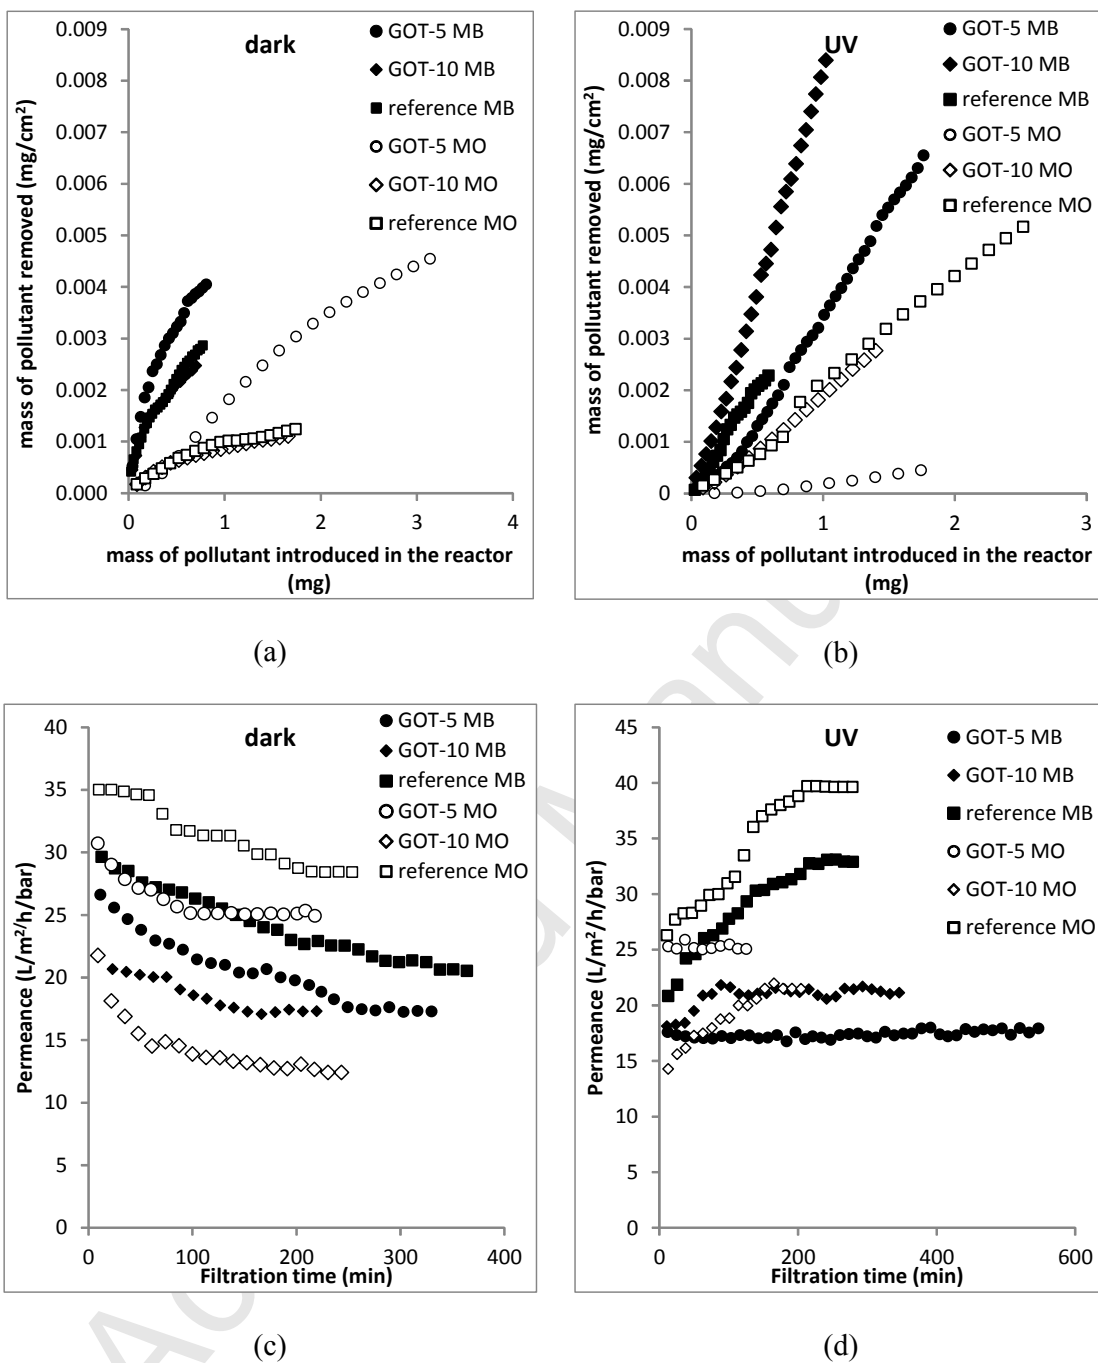 dark
GOT-5 MB
GOT-10 MB
reference MB
GOT-5 MO
GOT-10 MO
reference MO
mass of pollutant removed (mg/cm²)
0.009
0.008
0.007
0.006
0.005
0.004
0.003
0.002
0.001
0.000
0
1
2
3
4
mass of pollutant introduced in the reactor
(mg)
(a)
UV
GOT-5 MB
GOT-10 MB
reference MB
GOT-5 MO
GOT-10 MO
reference MO
mass of pollutant removed (mg/cm²)
0.009
0.008
0.007
0.006
0.005
0.004
0.003
0.002
0.001
0.000
0
1
2
3
mass of pollutant introduced in the reactor
(mg)
(b)
dark
GOT-5 MB
GOT-10 MB
reference MB
GOT-5 MO
GOT-10 MO
reference MO
Permeance (L/m²/h/bar)
40
35
30
25
20
15
10
5
0
0
100
200
300
400
Filtration time (min)
(c)
UV
GOT-5 MB
GOT-10 MB
reference MB
GOT-5 MO
GOT-10 MO
reference MO
Permeance (L/m²/h/bar)
45
40
35
30
25
20
15
10
5
0
0
200
400
600
Filtration time (min)
(d)